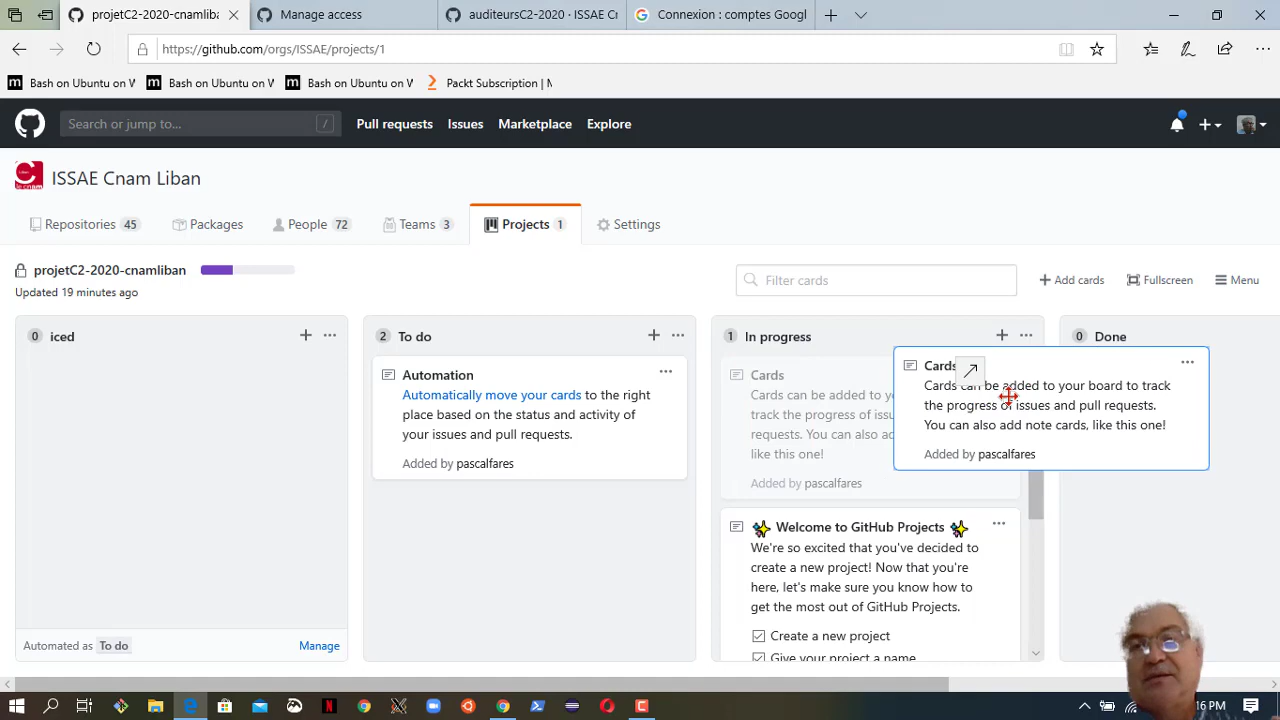 projetC2-2020-cnamliba
Manage access
auditeursC2-2020 · ISSAE Cr
Connexion : comptes Googl
https://github.com/orgs/ISSAE/projects/1
Bash on Ubuntu on V
Bash on Ubuntu on V
Bash on Ubuntu on V
Packt Subscription | N
Search or jump to...
/
Pull requests
Issues
Marketplace
Explore
ISSAE Cnam Liban
Repositories 45
Packages
People 72
Teams 3
Projects 1
Settings
projetC2-2020-cnamliban
Updated 19 minutes ago
Filter cards
Add cards
Fullscreen
Menu
0 iced
2 To do
1 In progress
0 Done
Automation
Automatically move your cards to the right
place based on the status and activity of
your issues and pull requests.
Added by pascalfares
Cards
Cards can be added to yo
track the progress of issu
requests. You can also ad
like this one!
Added by pascalfares
Cards
Cards can be added to your board to track
the progress of issues and pull requests.
You can also add note cards, like this one!
Added by pascalfares
✨ Welcome to GitHub Projects ✨
We're so excited that you've decided to
create a new project! Now that you're
here, let's make sure you know how to
get the most out of GitHub Projects.
Create a new project
Give your project a name
Automated as To do
Manage
16 PM